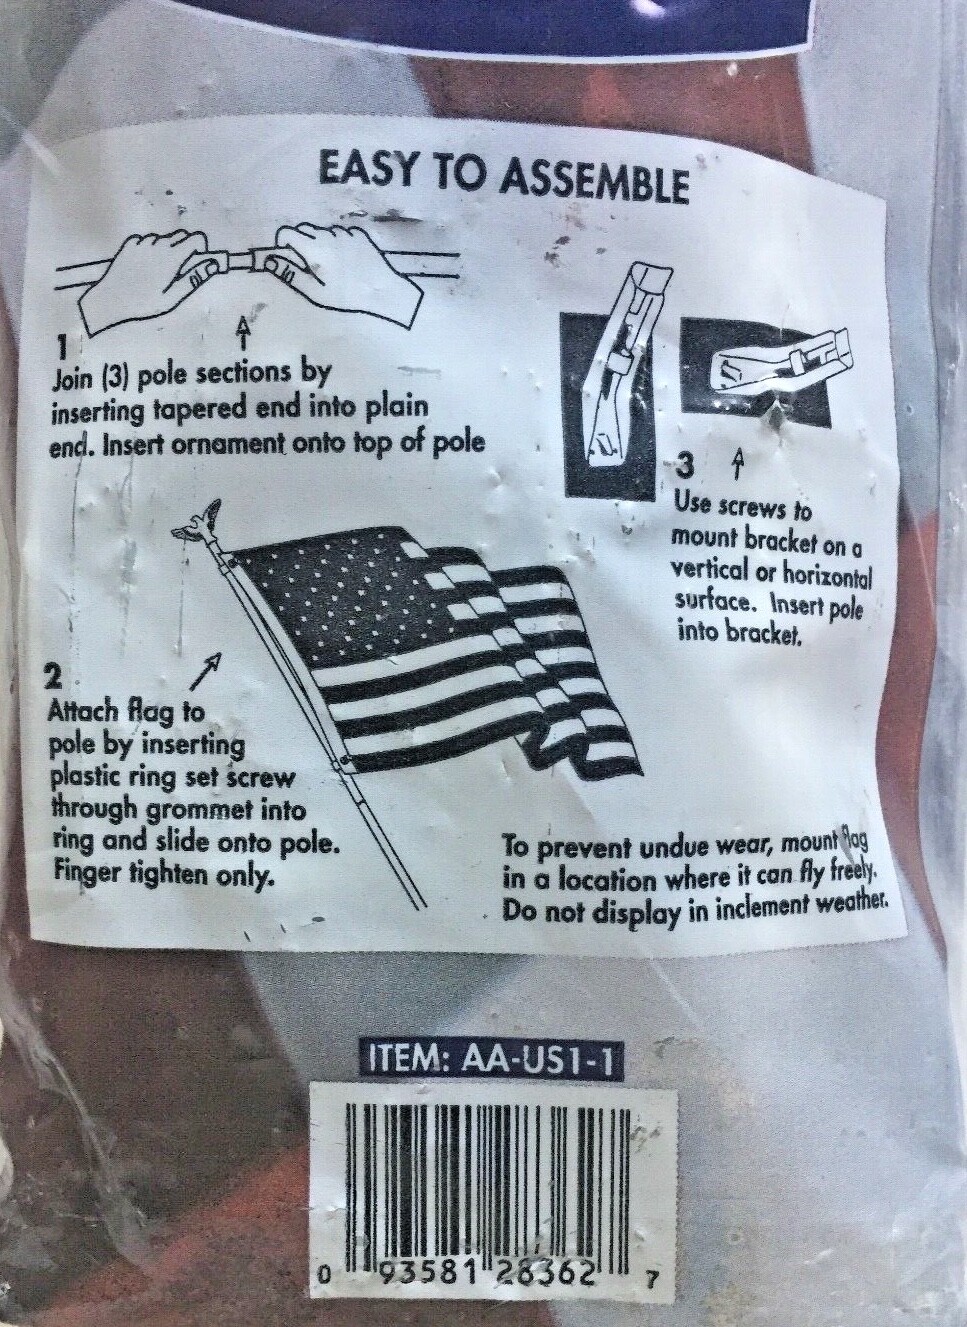 EASY TO ASSEMBLE
1
Join (3) pole sections by
inserting tapered end into plain
end. Insert ornament onto top of pole
2
Attach flag to
pole by inserting
plastic ring set screw
through grommet into
ring and slide onto pole.
Finger tighten only.
3
Use screws to
mount bracket on a
vertical or horizontal
surface. Insert pole
into bracket.
To prevent undue wear, mount flag
in a location where it can fly freely.
Do not display in inclement weather.
ITEM: AA-US1-1
0 93581 28362 7